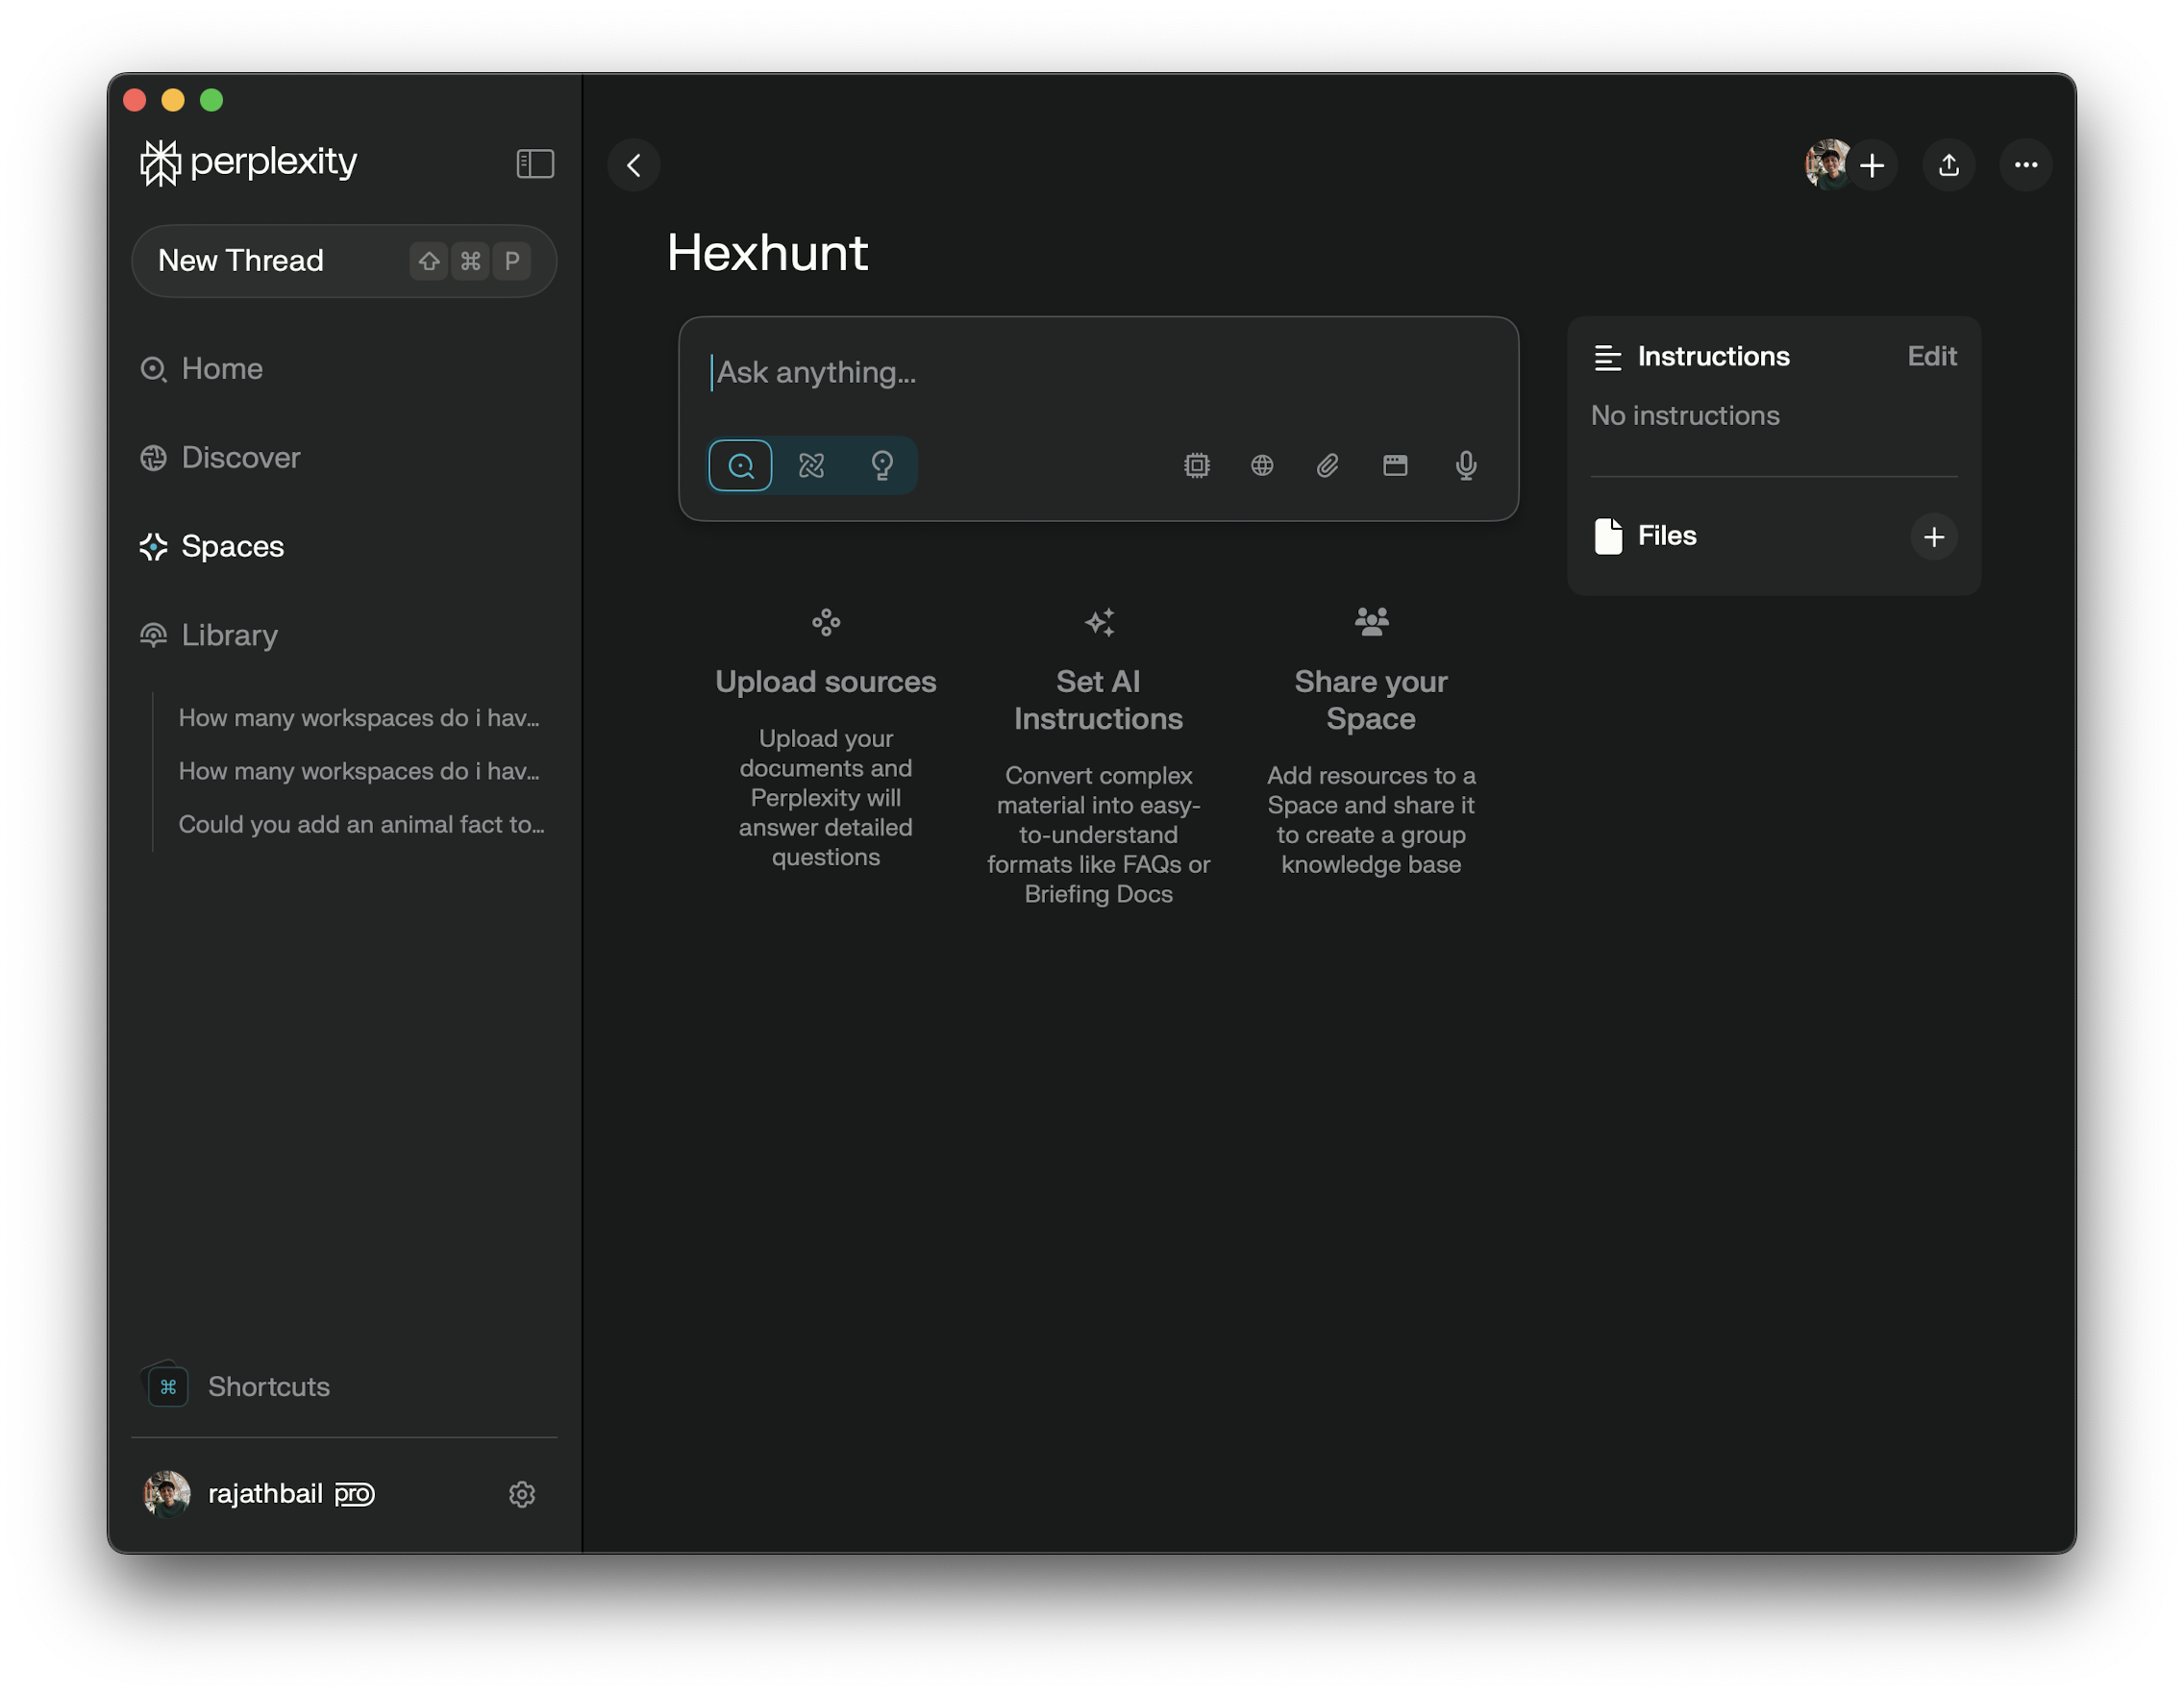 perplexity
New Thread
⇧ ⌘ P
Home
Discover
Spaces
Library
How many workspaces do i hav...
How many workspaces do i hav...
Could you add an animal fact to...
⌘ Shortcuts
rajathbail pro
Hexhunt
Ask anything...
Upload sources
Upload your
documents and
Perplexity will
answer detailed
questions
Set AI
Instructions
Convert complex
material into easy-
to-understand
formats like FAQs or
Briefing Docs
Share your
Space
Add resources to a
Space and share it
to create a group
knowledge base
Instructions Edit
No instructions
Files